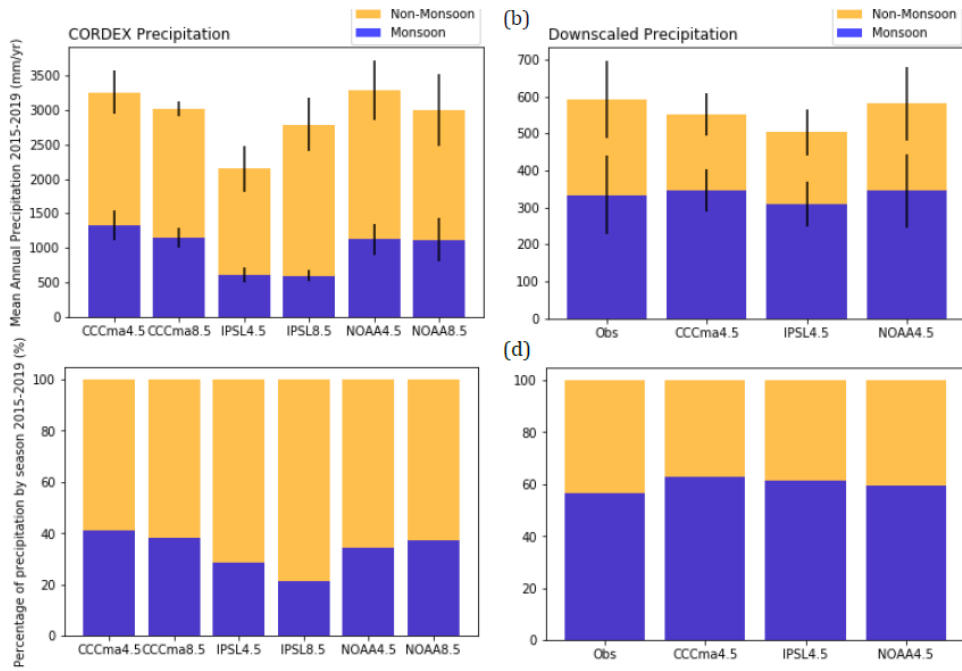 CORDEX Precipitation
Non-Monsoon
Monsoon
Mean Annual Precipitation 2015-2019 (mm/yr)
3500
3000
2500
2000
1500
1000
500
0
CCCma4.5 CCCma8.5 IPSL4.5 IPSL8.5 NOAA4.5 NOAA8.5
(b)
Downscaled Precipitation
Non-Monsoon
Monsoon
700
600
500
400
300
200
100
0
Obs CCCma4.5 IPSL4.5 NOAA4.5
Percentage of precipitation by season 2015-2019 (%)
100
80
60
40
20
0
CCCma4.5 CCCma8.5 IPSL4.5 IPSL8.5 NOAA4.5 NOAA8.5
(d)
100
80
60
40
20
0
Obs CCCma4.5 IPSL4.5 NOAA4.5